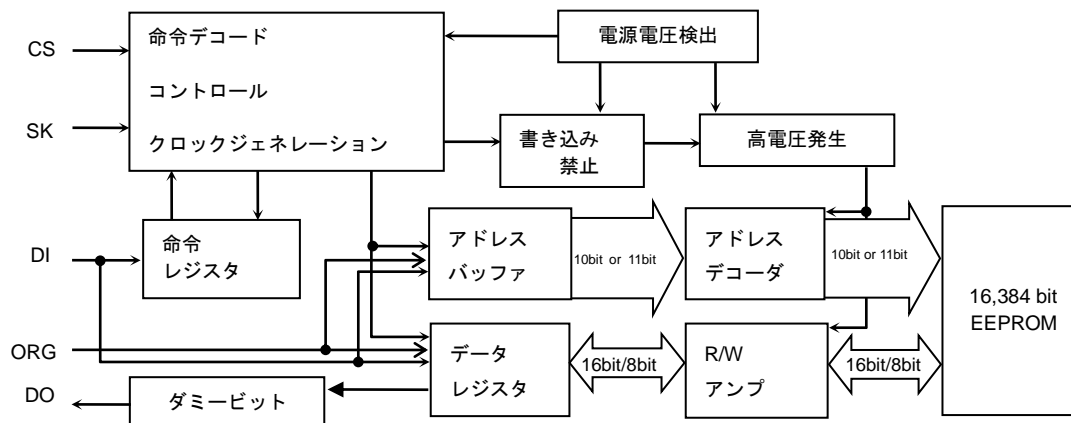 CS
命令デコード
コントロール
クロックジェネレーション
電源電圧検出
SK
書き込み
禁止
高電圧発生
DI
命令
レジスタ
アドレス
バッファ
10bit or 11bit
アドレス
デコーダ
10bit or 11bit
16,384 bit
EEPROM
ORG
データ
レジスタ
16bit/8bit
R/W
アンプ
16bit/8bit
DO
ダミービット